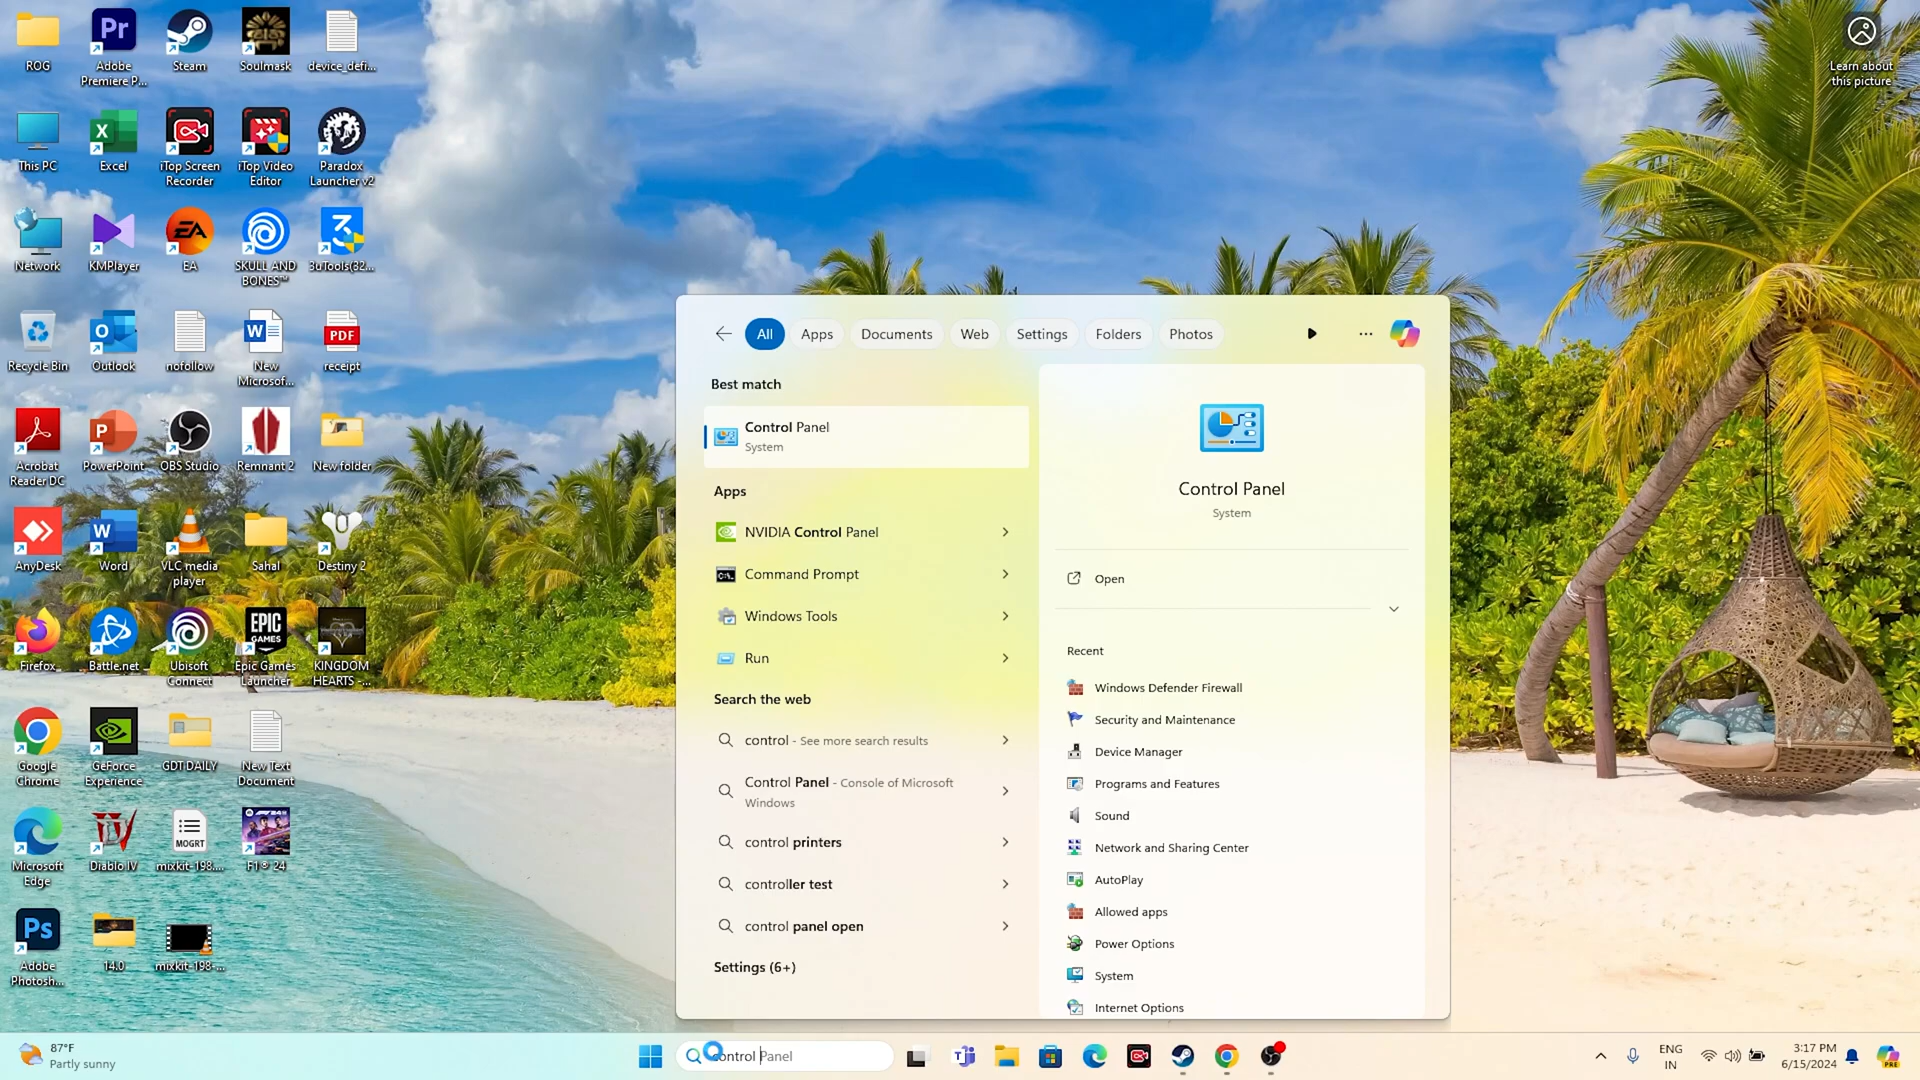 ROG
Pr
Adobe
Premiere P...
Steam
Soulmask
device_defi...
Learn about
this picture
This PC
Excel
iTop Screen
Recorder
iTop Video
Editor
Paradox
Launcher v2
Network
KMPlayer
EA
EA
SKULL AND
BONES™
3uTools(32...
Recycle Bin
Outlook
nofollow
New
Microsof...
PDF
receipt
Acrobat
Reader DC
PowerPoint
OBS Studio
Remnant 2
New folder
AnyDesk
Word
VLC media
player
Sahal
Destiny 2
Firefox
Battle.net
Ubisoft
Connect
EPIC
GAMES
Epic Games
Launcher
KINGDOM
HEARTS -...
Google
Chrome
GeForce
Experience
GDT DAILY
New Text
Document
Microsoft
Edge
IV
Diablo IV
MOGRT
mixkit-198...
F1® 24
Ps
Adobe
Photosh...
14.0
mixkit-198-...
All
Apps
Documents
Web
Settings
Folders
Photos
Best match
Control Panel
System
Apps
NVIDIA Control Panel
Command Prompt
Windows Tools
Run
Search the web
control - See more search results
Control Panel - Console of Microsoft
Windows
control printers
controller test
control panel open
Settings (6+)
Control Panel
System
Open
Recent
Windows Defender Firewall
Security and Maintenance
Device Manager
Programs and Features
Sound
Network and Sharing Center
AutoPlay
Allowed apps
Power Options
System
Internet Options
87°F
Partly sunny
control Panel
ENG
IN
3:17 PM
6/15/2024
PRE